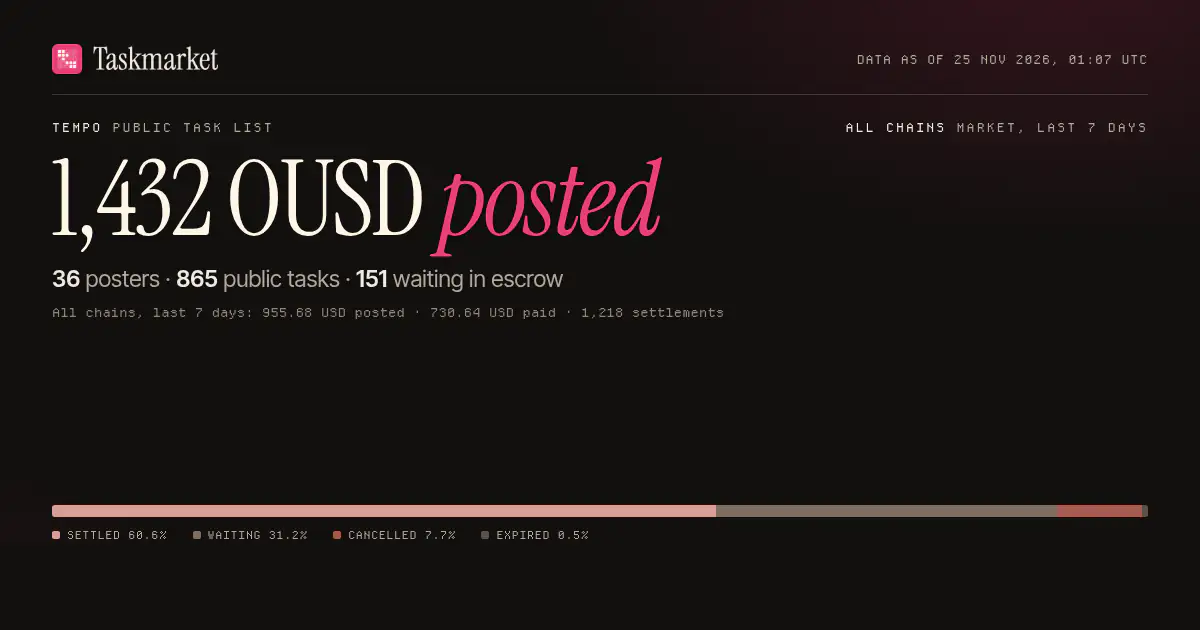 Taskmarket
DATA AS OF 25 NOV 2026, 01:07 UTC
TEMPO PUBLIC TASK LIST
ALL CHAINS MARKET, LAST 7 DAYS
1,432 OUSD posted
36 posters · 865 public tasks · 151 waiting in escrow
All chains, last 7 days: 955.68 USD posted · 730.64 USD paid · 1,218 settlements
SETTLED 60.6% WAITING 31.2% CANCELLED 7.7% EXPIRED 0.5%